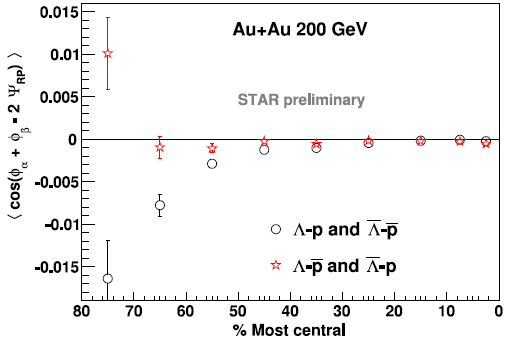 Au+Au 200 GeV
STAR preliminary
⟨ cos(ϕα + ϕβ - 2 ΨRP) ⟩
0.015
0.01
0.005
0
-0.005
-0.01
-0.015
Λ-p and Λ̅-p̅
Λ-p̅ and Λ̅-p
80 70 60 50 40 30 20 10 0
% Most central